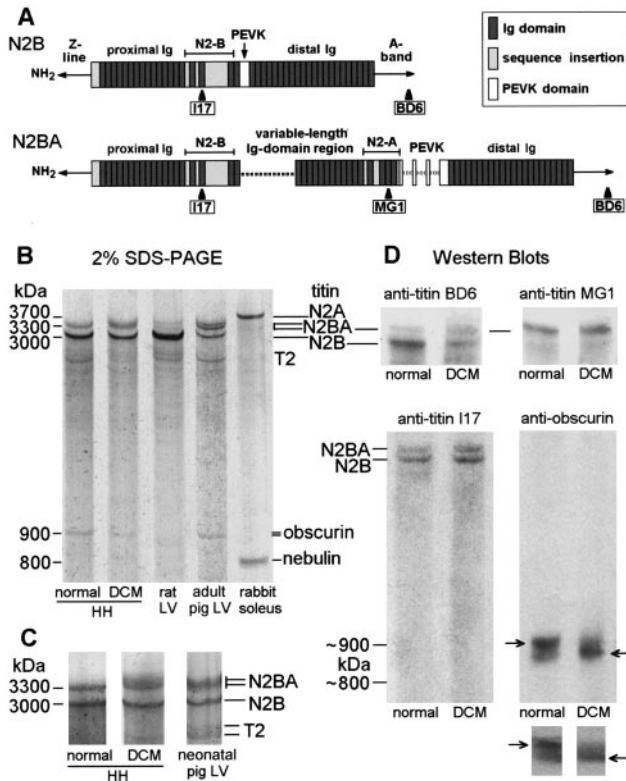 A
N2B
Z-line
proximal Ig
N2-B
PEVK
distal Ig
A-band
NH2
I17
BD6
Ig domain
sequence insertion
PEVK domain
N2BA
proximal Ig
N2-B
variable-length Ig-domain region
N2-A
PEVK
distal Ig
NH2
I17
MG1
BD6
B
2% SDS-PAGE
kDa
titin
3700
N2A
3300
N2BA
3000
N2B
T2
900
obscurin
800
nebulin
normal DCM
HH
rat LV
adult pig LV
rabbit soleus
C
kDa
3300
N2BA
3000
N2B
T2
normal DCM
HH
neonatal pig LV
D
Western Blots
anti-titin BD6
anti-titin MG1
normal DCM
normal DCM
anti-titin I17
anti-obscurin
N2BA
N2B
~900
kDa
~800
normal DCM
normal DCM